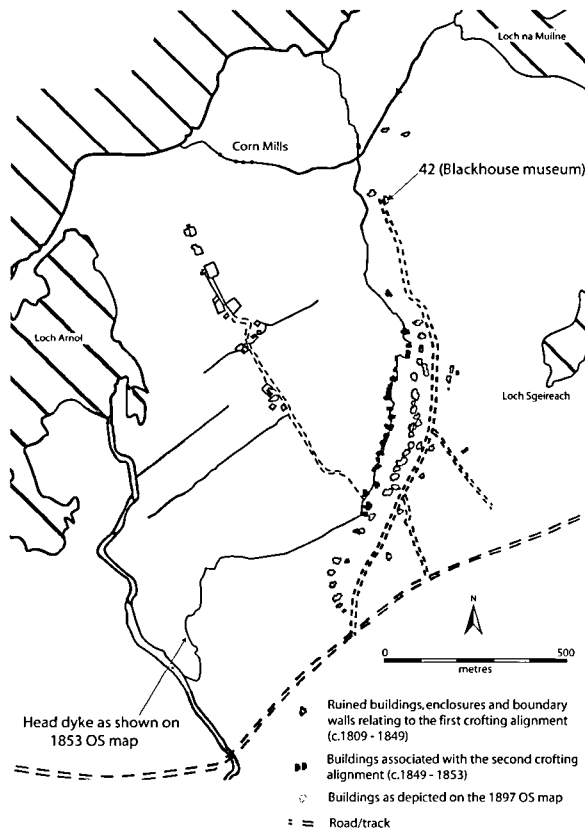 Loch na Muilne
Corn Mills
42 (Blackhouse museum)
Loch Arnol
Loch Sgeireach
N
0 500
metres
Head dyke as shown on
1853 OS map
Ruined buildings, enclosures and boundary
walls relating to the first crofting alignment
(c.1809 - 1849)
Buildings associated with the second crofting
alignment (c.1849 - 1853)
Buildings as depicted on the 1897 OS map
Road/track